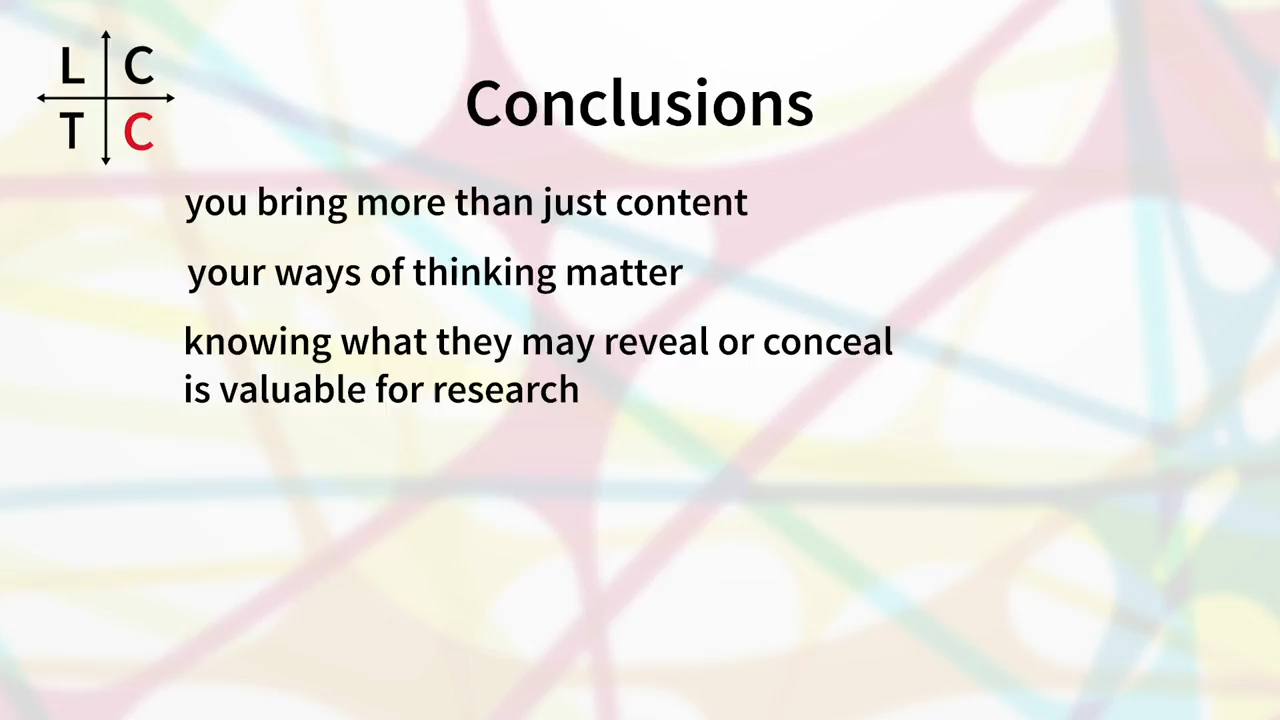 L C
T C
Conclusions
you bring more than just content
your ways of thinking matter
knowing what they may reveal or conceal
is valuable for research